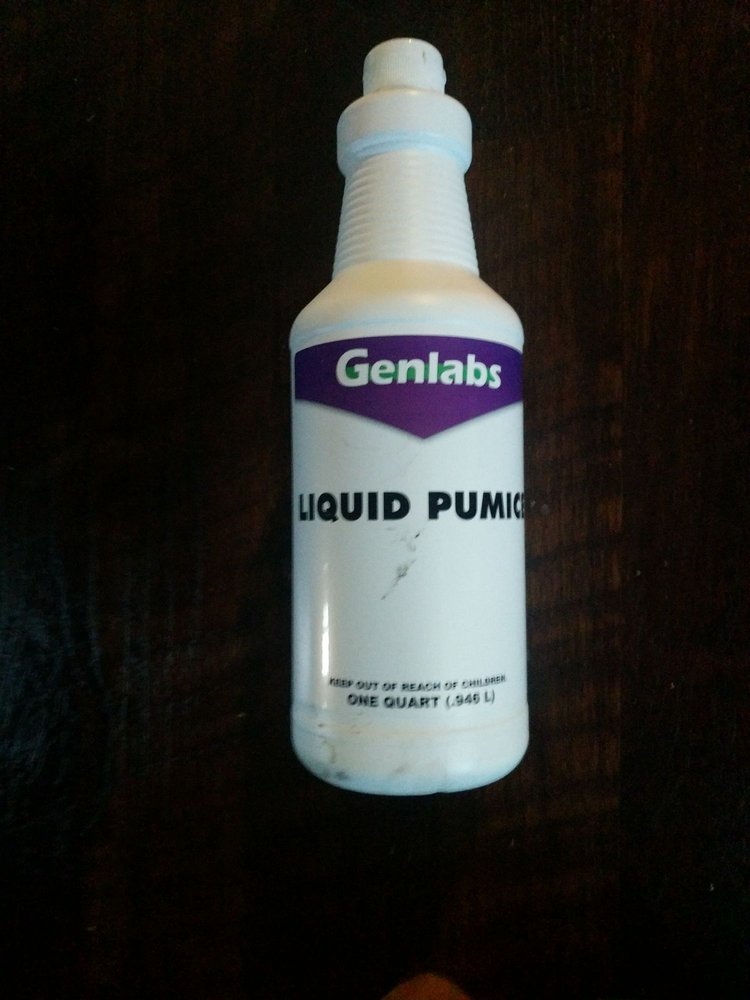 Genlabs
LIQUID PUMICE
KEEP OUT OF REACH OF CHILDREN
ONE QUART (.946 L)